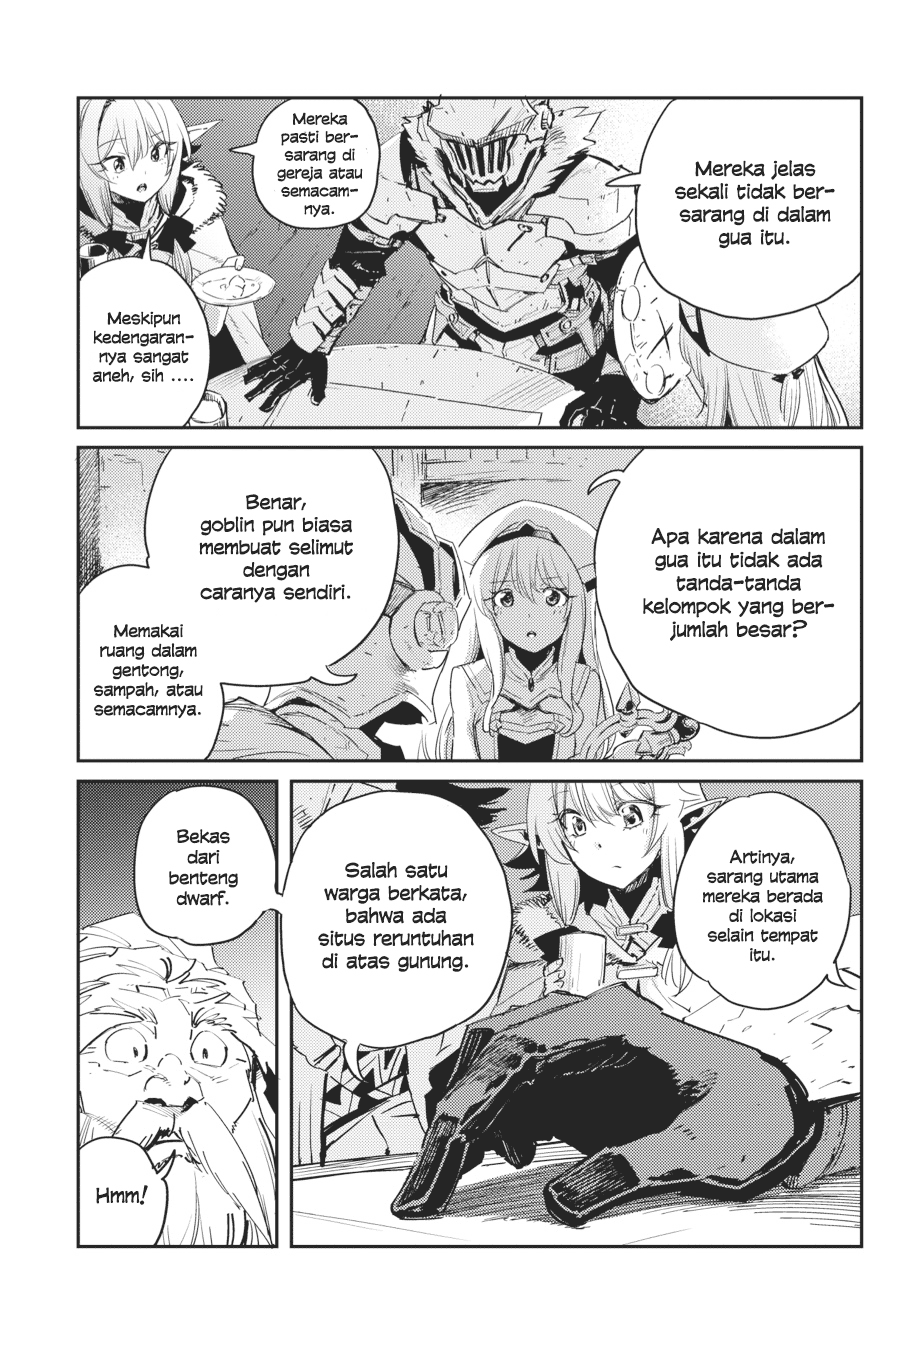 Mereka jelas
sekali tidak ber-
sarang di dalam
gua itu.
Mereka
pasti ber-
sarang di
gereja atau
semacam-
nya.
Meskipun
kedengaran-
nya sangat
aneh, sih ....
Apa karena dalam
gua itu tidak ada
tanda-tanda
kelompok yang ber-
jumlah besar?
Benar,
goblin pun biasa
membuat selimut
dengan
caranya sendiri.
Memakai
ruang dalam
gentong,
sampah, atau
semacamnya.
Artinya,
sarang utama
mereka berada
di lokasi
selain tempat
itu.
Salah satu
warga berkata,
bahwa ada
situs reruntuhan
di atas gunung.
Bekas
dari
benteng
dwarf.
Hmm!